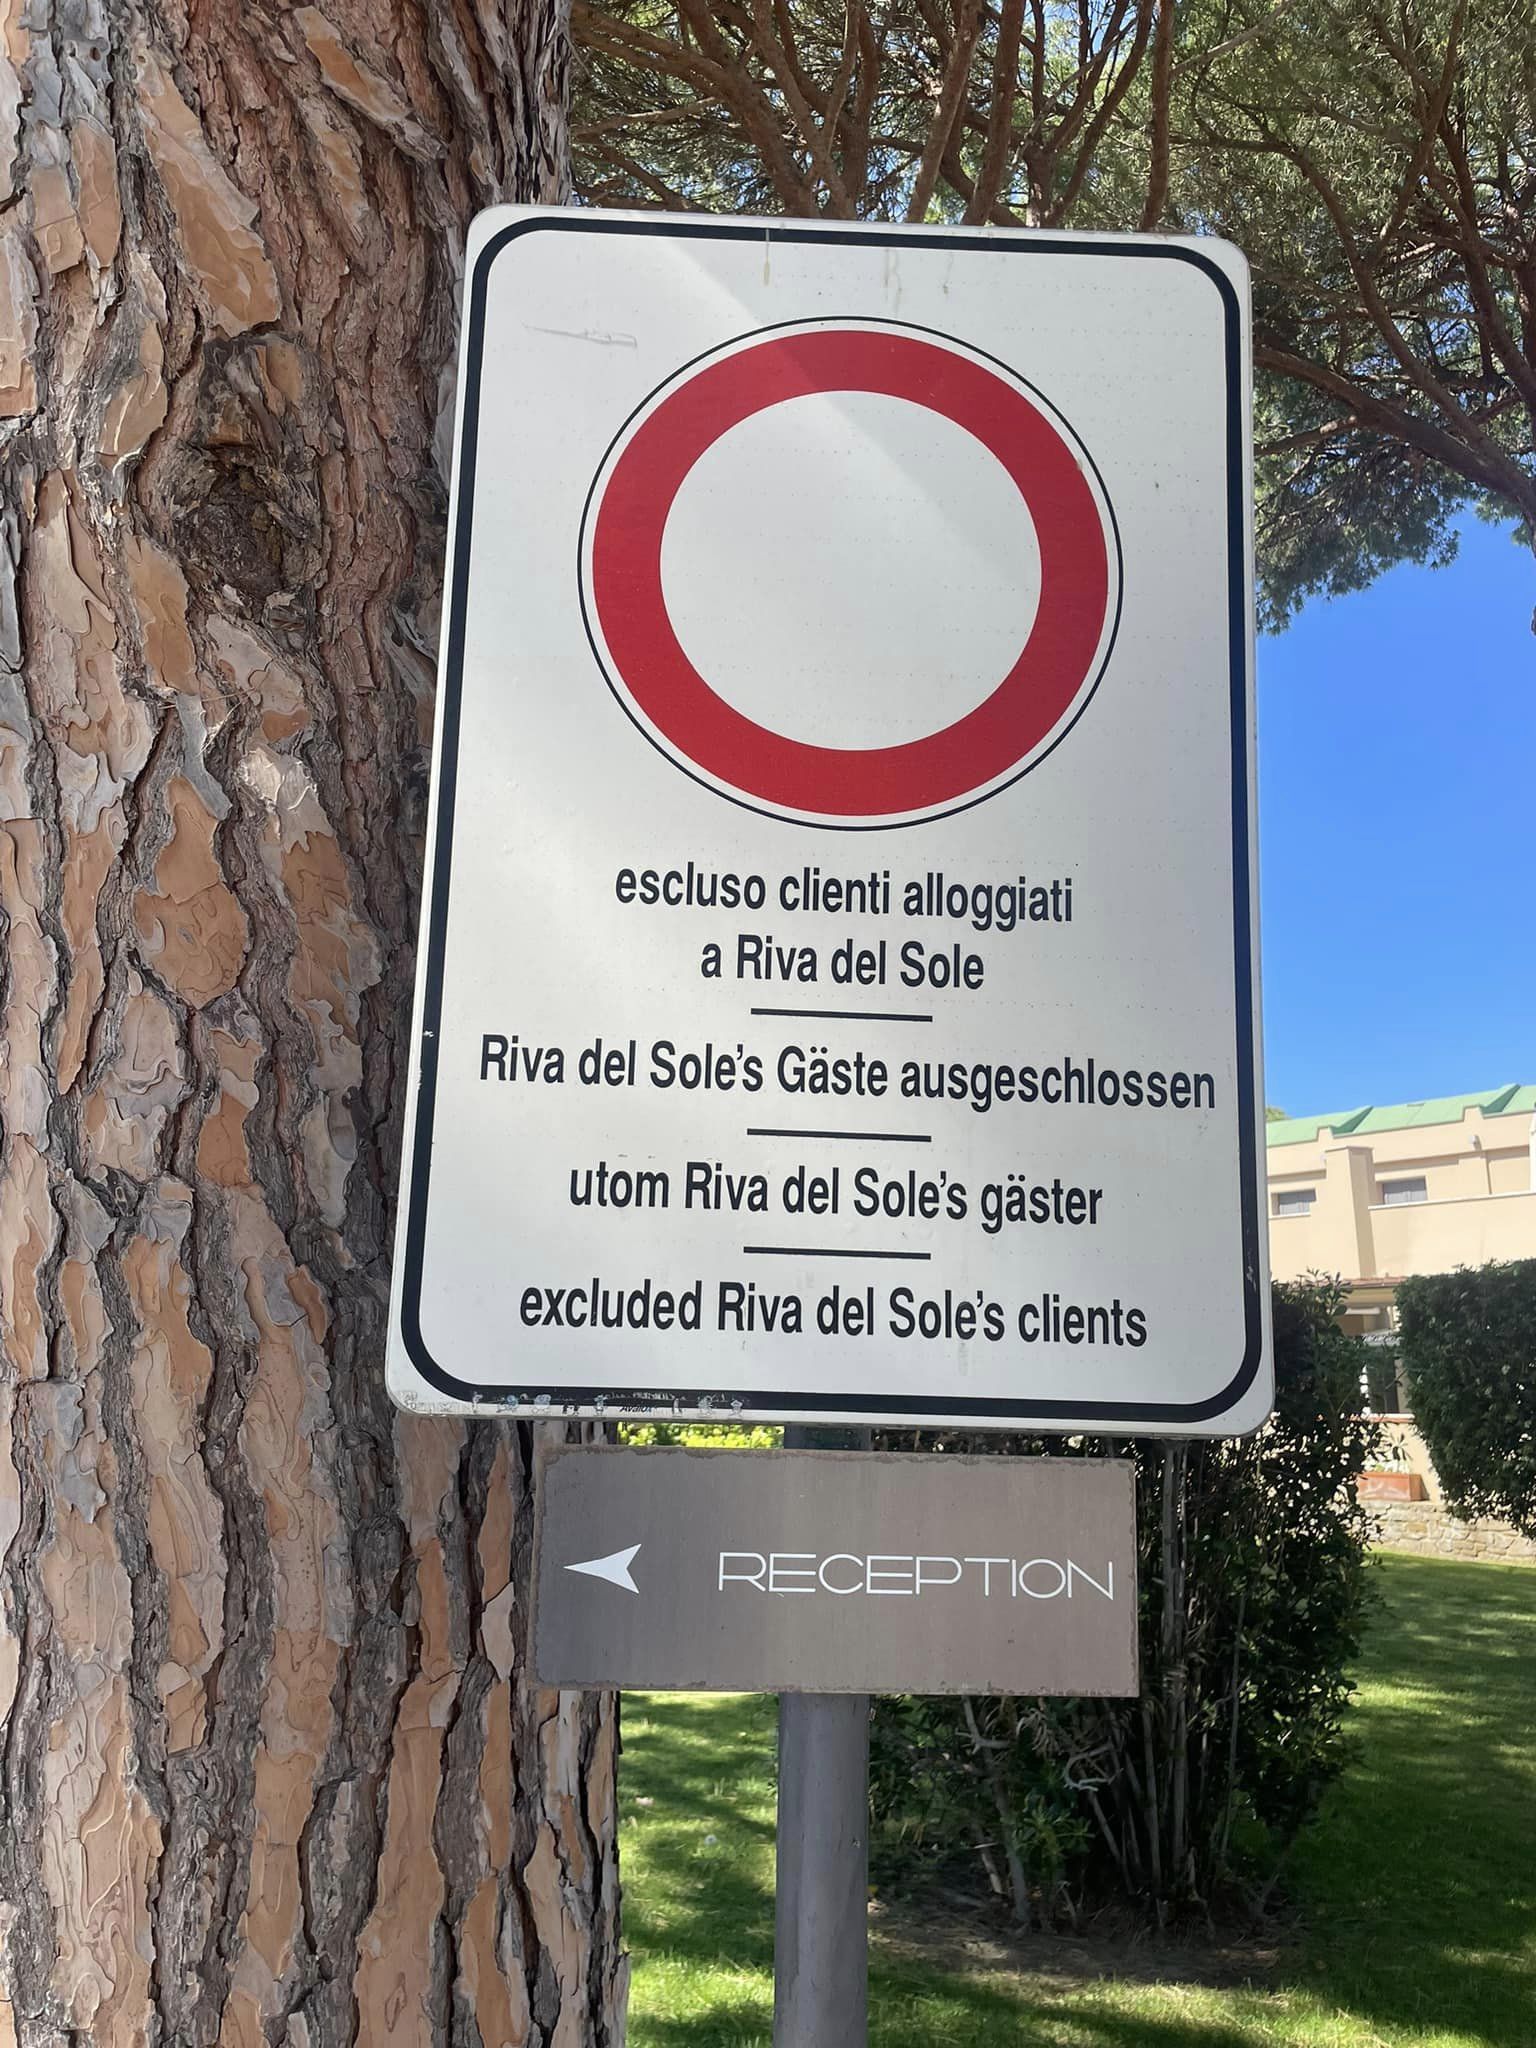 escluso clienti alloggiati
a Riva del Sole
Riva del Sole's Gäste ausgeschlossen
utom Riva del Sole's gäster
excluded Riva del Sole's clients
RECEPTION